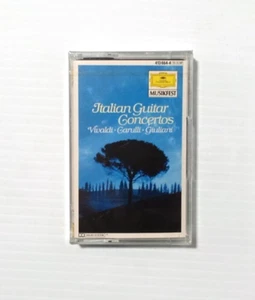 MUSIKFEST
Italian Guitar
Concertos
Vivaldi · Carulli · Giuliani